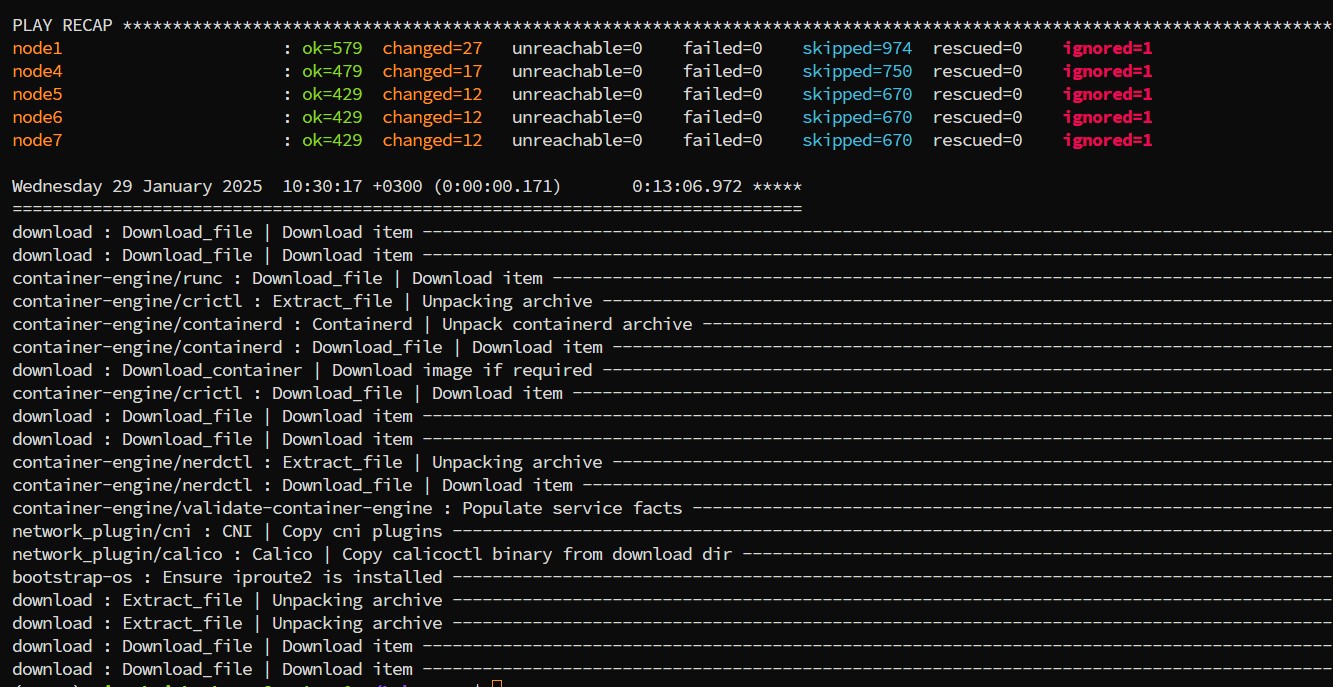 PLAY RECAP *************************************************************************************************************************
node1 : ok=579 changed=27 unreachable=0 failed=0 skipped=974 rescued=0 ignored=1
node4 : ok=479 changed=17 unreachable=0 failed=0 skipped=750 rescued=0 ignored=1
node5 : ok=429 changed=12 unreachable=0 failed=0 skipped=670 rescued=0 ignored=1
node6 : ok=429 changed=12 unreachable=0 failed=0 skipped=670 rescued=0 ignored=1
node7 : ok=429 changed=12 unreachable=0 failed=0 skipped=670 rescued=0 ignored=1
Wednesday 29 January 2025 10:30:17 +0300 (0:00:00.171) 0:13:06.972 *****
===============================================================================
download : Download_file | Download item -------------------------------------------------------------------------------------------
download : Download_file | Download item -------------------------------------------------------------------------------------------
container-engine/runc : Download_file | Download item ------------------------------------------------------------------------------
container-engine/crictl : Extract_file | Unpacking archive -------------------------------------------------------------------------
container-engine/containerd : Containerd | Unpack containerd archive ---------------------------------------------------------------
container-engine/containerd : Download_file | Download item ------------------------------------------------------------------------
download : Download_container | Download image if required -------------------------------------------------------------------------
container-engine/crictl : Download_file | Download item ----------------------------------------------------------------------------
download : Download_file | Download item -------------------------------------------------------------------------------------------
download : Download_file | Download item -------------------------------------------------------------------------------------------
container-engine/nerdctl : Extract_file | Unpacking archive ------------------------------------------------------------------------
container-engine/nerdctl : Download_file | Download item ---------------------------------------------------------------------------
container-engine/validate-container-engine : Populate service facts ----------------------------------------------------------------
network_plugin/cni : CNI | Copy cni plugins ----------------------------------------------------------------------------------------
network_plugin/calico : Calico | Copy calicoctl binary from download dir -----------------------------------------------------------
bootstrap-os : Ensure iproute2 is installed ----------------------------------------------------------------------------------------
download : Extract_file | Unpacking archive ----------------------------------------------------------------------------------------
download : Extract_file | Unpacking archive ----------------------------------------------------------------------------------------
download : Download_file | Download item -------------------------------------------------------------------------------------------
download : Download_file | Download item -------------------------------------------------------------------------------------------